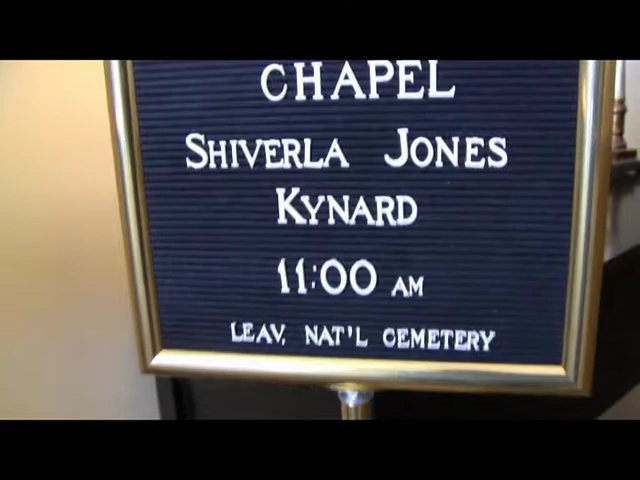 CHAPEL
SHIVERLA JONES
KYNARD
11:00 AM
LEAV. NAT'L CEMETERY